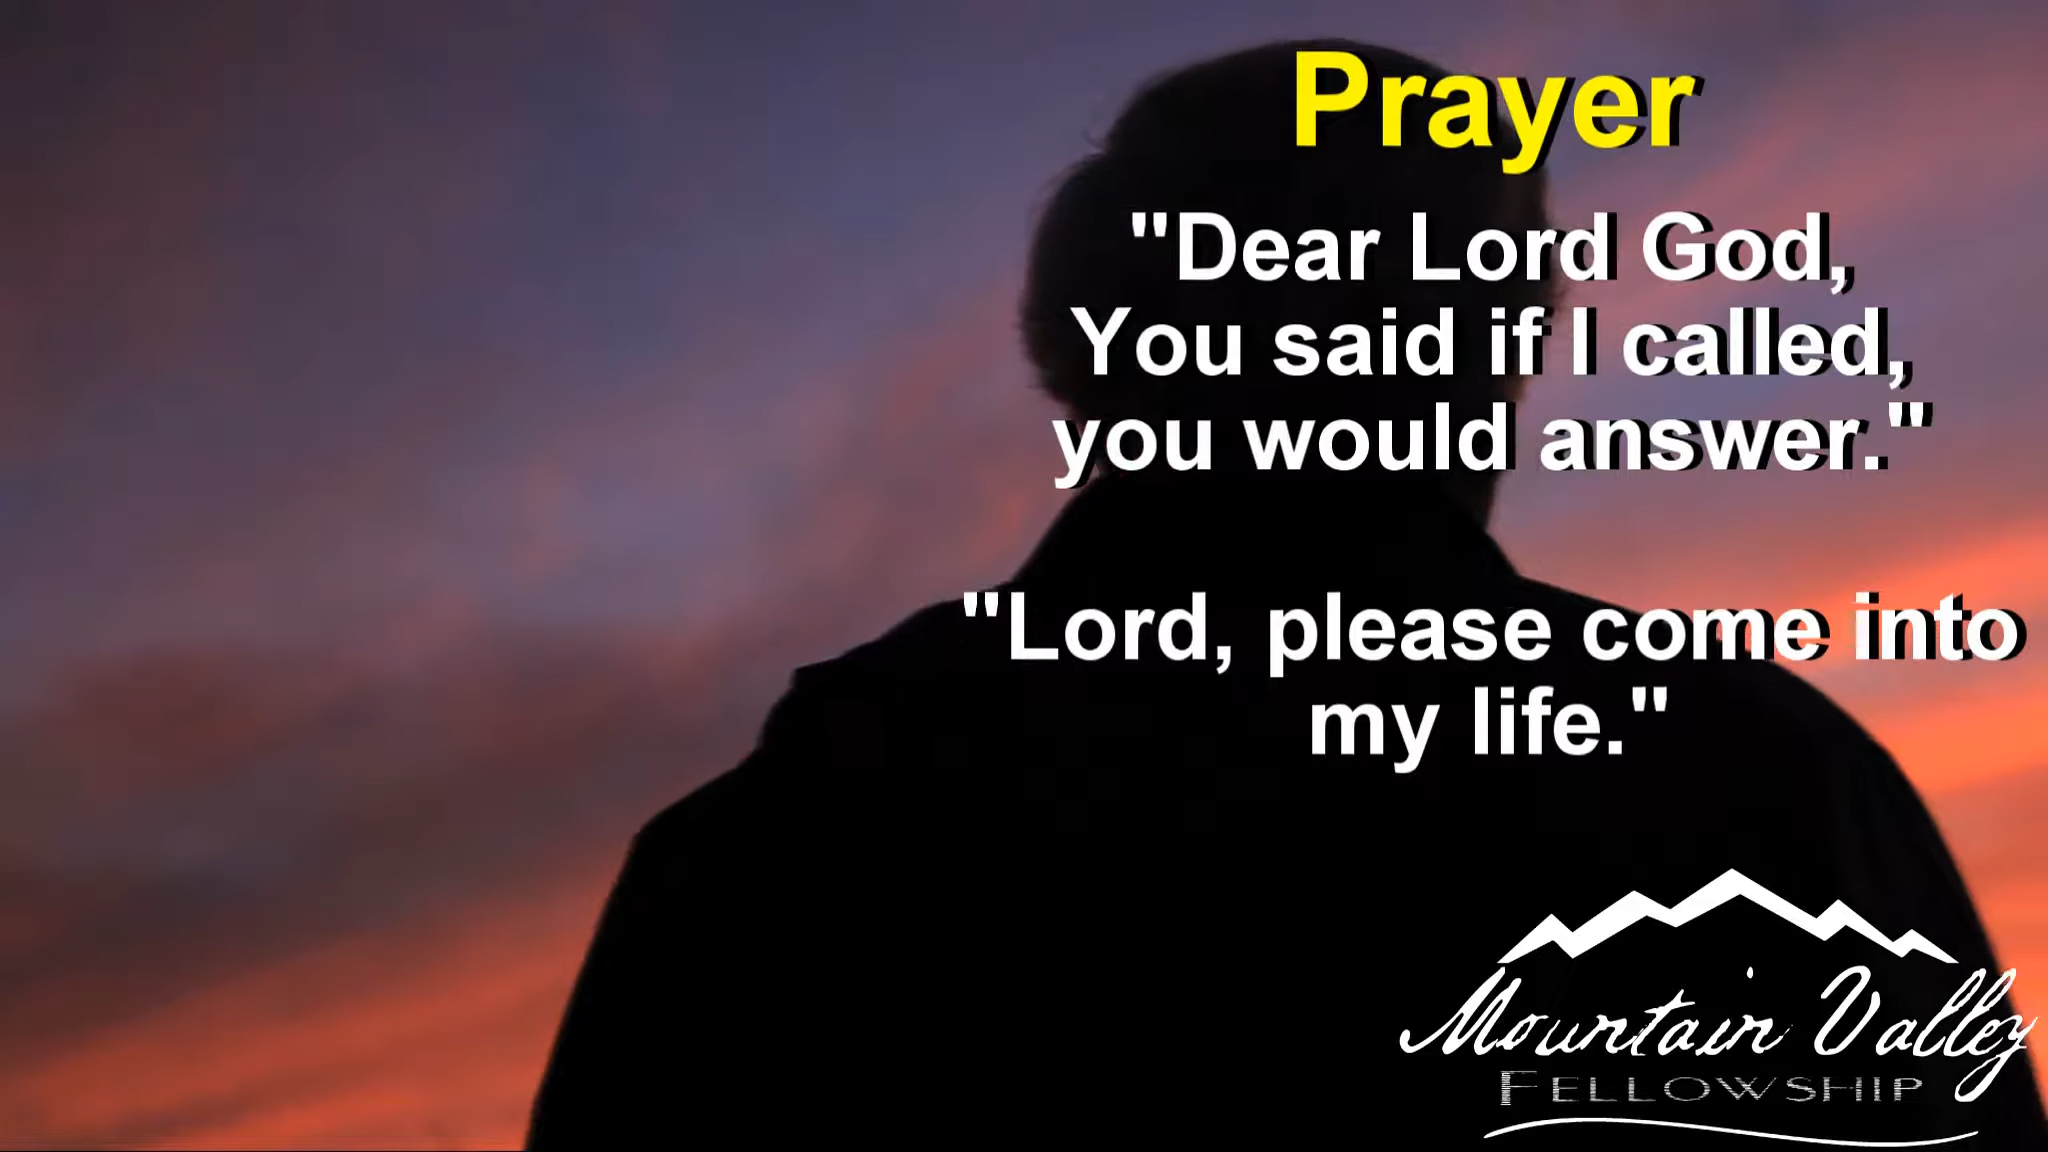 Prayer
"Dear Lord God,
You said if I called,
you would answer."
"Lord, please come into
my life."
Mountain Valley
FELLOWSHIP